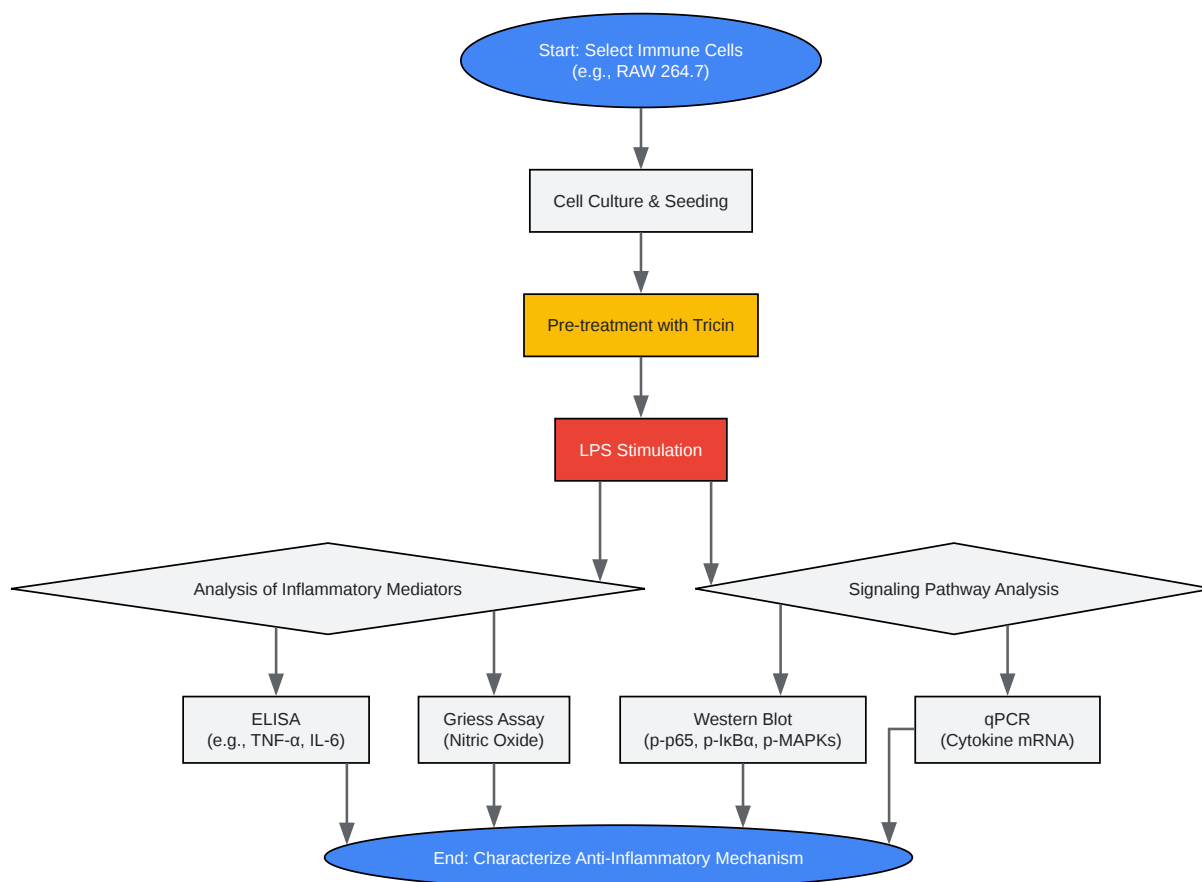 Start: Select Immune Cells
(e.g., RAW 264.7)
Cell Culture & Seeding
Pre-treatment with Tricin
LPS Stimulation
Analysis of Inflammatory Mediators
Signaling Pathway Analysis
ELISA
(e.g., TNF-α, IL-6)
Griess Assay
(Nitric Oxide)
Western Blot
(p-p65, p-IκBα, p-MAPKs)
qPCR
(Cytokine mRNA)
End: Characterize Anti-Inflammatory Mechanism